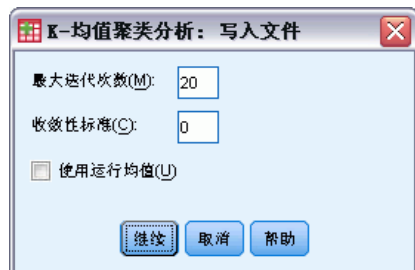 K-均值聚类分析：写入文件
最大迭代次数(M): 20
收敛性标准(C): 0
使用运行均值(U)
继续 取消 帮助